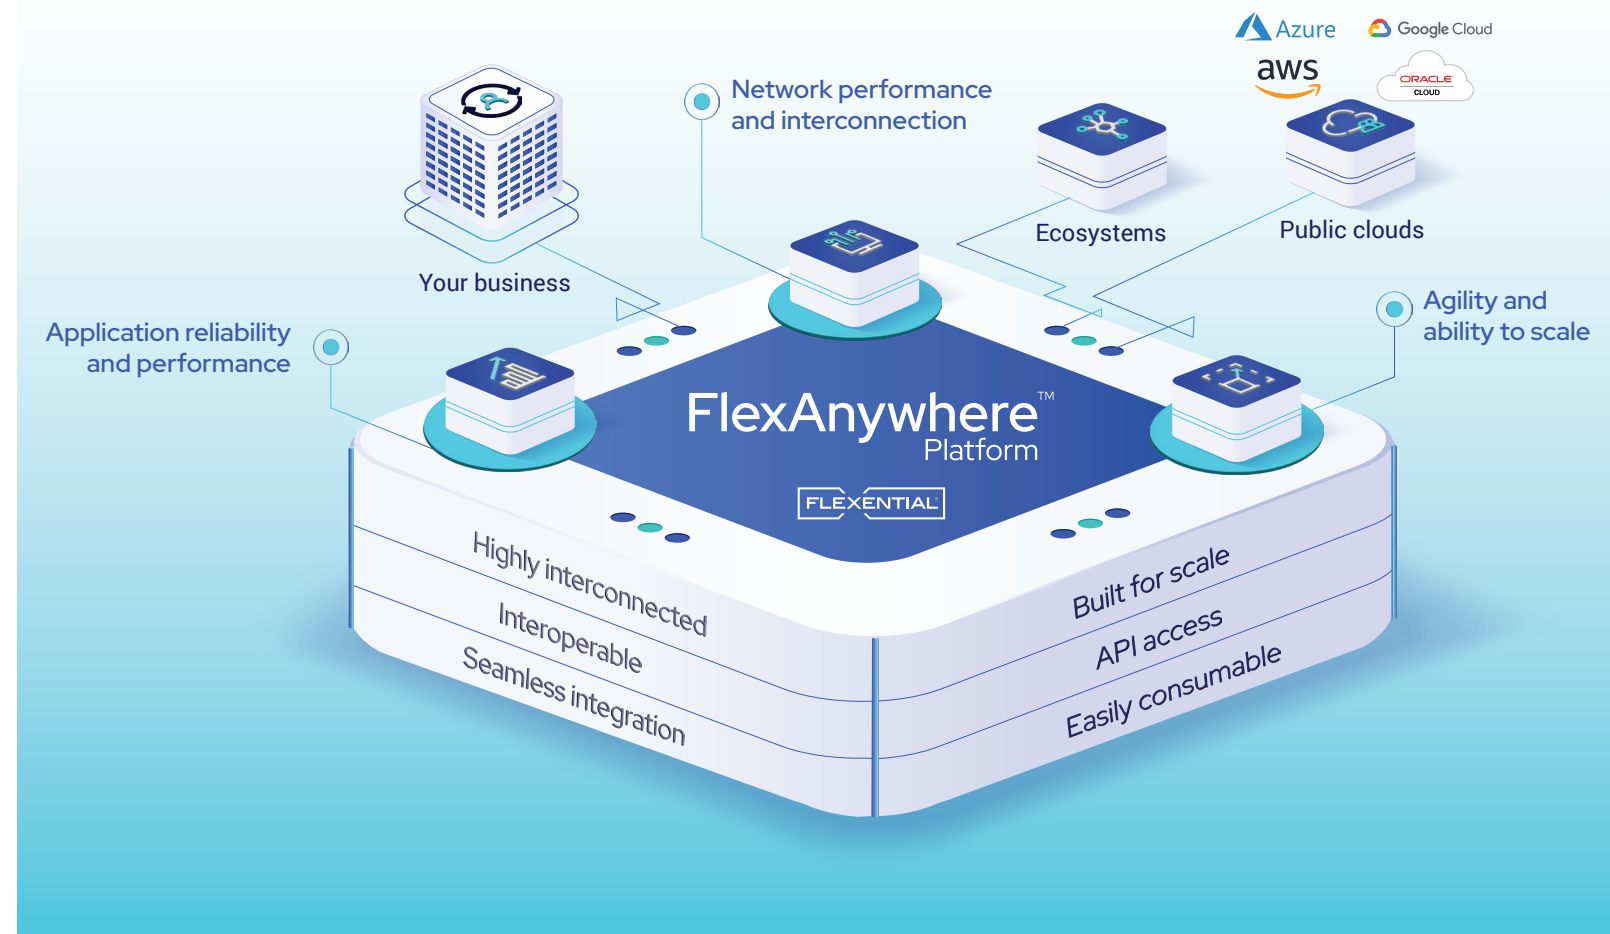 Azure
Google Cloud
aws
ORACLE
CLOUD
Network performance
and interconnection
Ecosystems
Public clouds
Your business
Application reliability
and performance
Agility and
ability to scale
FlexAnywhere™
Platform
FLEXENTIAL
Highly interconnected
Interoperable
Seamless integration
Built for scale
API access
Easily consumable